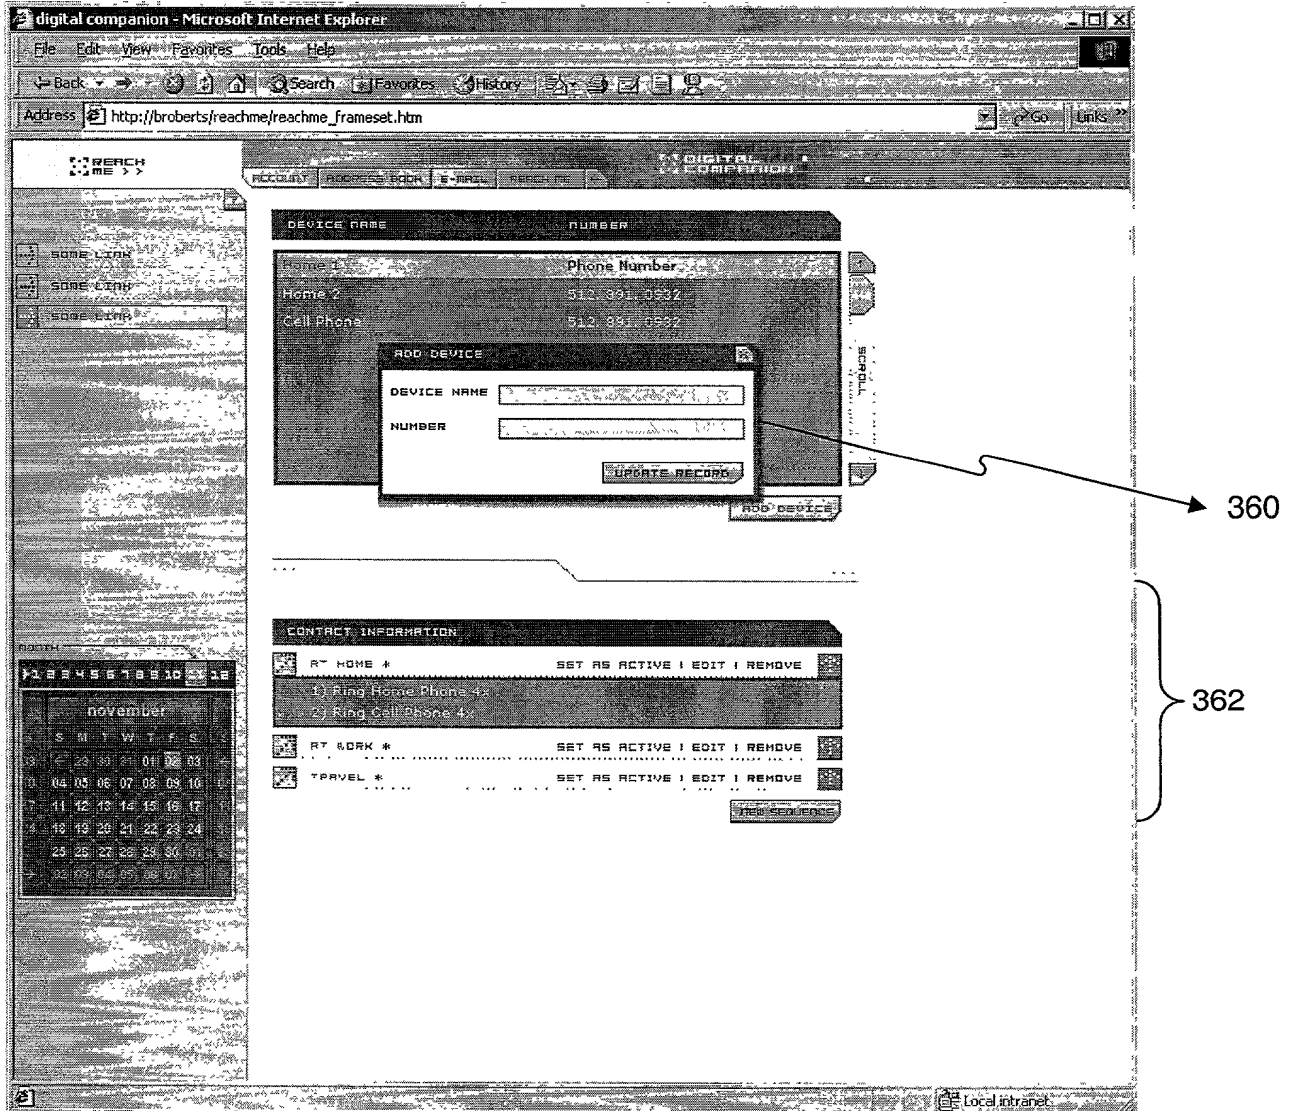 digital companion - Microsoft Internet Explorer
File Edit View Favorites Tools Help
Back Search Favorites History
Address http://broberts/reachme/reachme_frameset.htm Go Links »
REACH ME >>
ACCOUNT ADDRESS BOOK E-MAIL REACH ME
DIGITAL COMPANION
DEVICE NAME NUMBER
SOME LINK
SOME LINK
SOME LINK
Home 1 Phone Number
Home 2 512. 391. 0532
Cell Phone 512. 391. 0532
SCROLL
ADD DEVICE
DEVICE NAME
NUMBER
UPDATE RECORD
ADD DEVICE
360
CONTACT INFORMATION
AT HOME * SET AS ACTIVE | EDIT | REMOVE
1) Ring Home Phone 4x
2) Ring Cell Phone 4x
AT WORK * SET AS ACTIVE | EDIT | REMOVE
TRAVEL * SET AS ACTIVE | EDIT | REMOVE
NEW SEQUENCE
362
MONTH
1 2 3 4 5 6 7 8 9 10 11 12
november
S M T W T F S
01 02 03
04 05 06 07 08 09 10
11 12 13 14 15 16 17
18 19 20 21 22 23 24
25 26 27 28 29 30
Local intranet